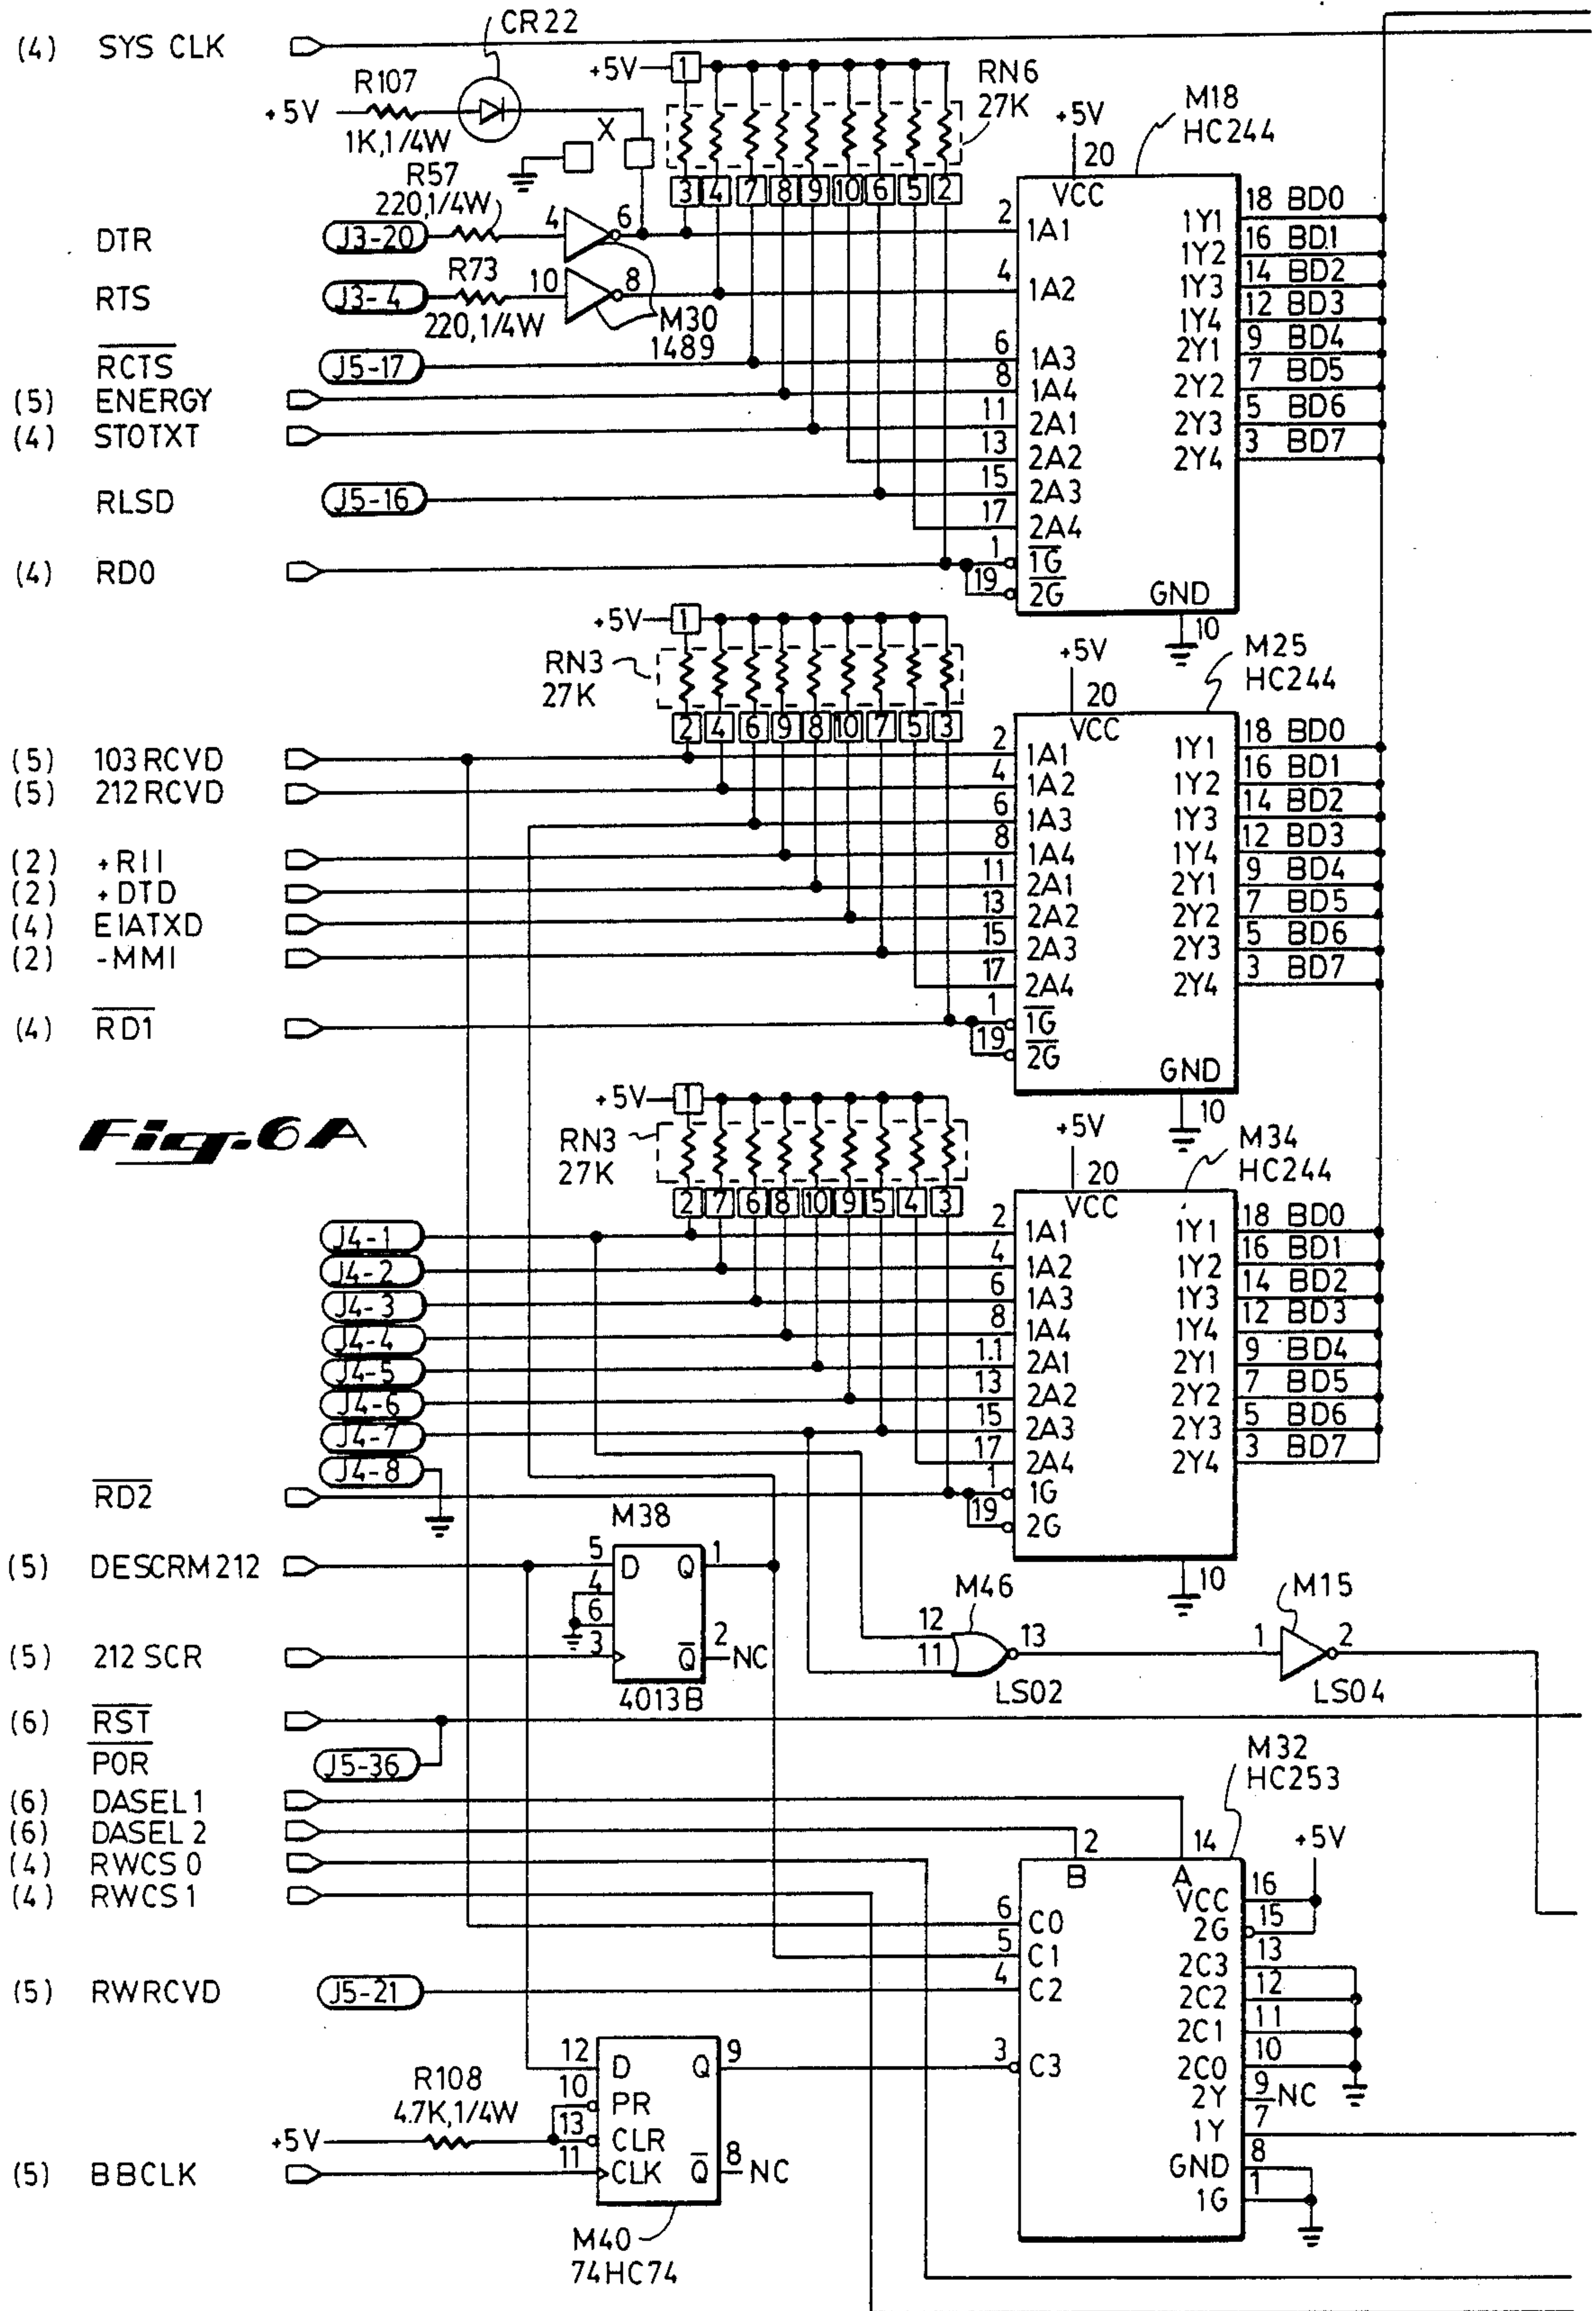 (4) SYS CLK
CR22
R107
+5V
1K,1/4W
X
+5V 1
RN6
27K
M18
HC244
+5V
20
VCC
3 4 7 8 9 10 6 5 2
R57
220,1/4W
DTR J3-20 4 6 2 1A1
1Y1 18 BD0
1Y2 16 BD1
RTS J3-4 R73 10 8 4 1A2
220,1/4W
M30
1489
1Y3 14 BD2
1Y4 12 BD3
RCTS J5-17 6 1A3
2Y1 9 BD4
(5) ENERGY 8 1A4
2Y2 7 BD5
(4) STOTXT 11 2A1
2Y3 5 BD6
13 2A2
2Y4 3 BD7
RLSD J5-16 15 2A3
17 2A4
(4) RD0 1 1G
19 2G
GND
10
+5V 1
RN3
27K
+5V
20
VCC
M25
HC244
2 4 6 9 8 10 7 5 3
(5) 103RCVD 2 1A1 1Y1 18 BD0
(5) 212RCVD 4 1A2 1Y2 16 BD1
6 1A3 1Y3 14 BD2
(2) +RII 8 1A4 1Y4 12 BD3
(2) +DTD 11 2A1 2Y1 9 BD4
(4) EIATXD 13 2A2 2Y2 7 BD5
(2) -MMI 15 2A3 2Y3 5 BD6
17 2A4 2Y4 3 BD7
(4) RD1 1 1G
19 2G
GND
10
Fig.6A
+5V 1
RN3
27K
+5V
20
VCC
M34
HC244
2 7 6 8 10 9 5 4 3
J4-1 2 1A1 1Y1 18 BD0
J4-2 4 1A2 1Y2 16 BD1
J4-3 6 1A3 1Y3 14 BD2
J4-4 8 1A4 1Y4 12 BD3
J4-5 1.1 2A1 2Y1 9 BD4
J4-6 13 2A2 2Y2 7 BD5
J4-7 15 2A3 2Y3 5 BD6
J4-8 17 2A4 2Y4 3 BD7
RD2 1 1G
19 2G
10
M38
(5) DESCRM212 5 D Q 1
4
6
(5) 212 SCR 3 Q 2 NC
4013B
M46
12
11
13
LS02
M15
1 2
LS04
(6) RST
POR J5-36
(6) DASEL1
(6) DASEL 2
(4) RWCS 0
(4) RWCS 1
M32
HC253
2 14
B A
+5V
VCC 16
2G 15
6 C0
5 C1
2C3 13
(5) RWRCVD J5-21 4 C2
2C2 12
2C1 11
3 C3
2C0 10
2Y 9 NC
1Y 7
GND 8
1G 1
12 D Q 9
R108
4.7K,1/4W
10 PR
+5V 13 CLR
(5) BBCLK 11 CLK Q 8 NC
M40
74HC74